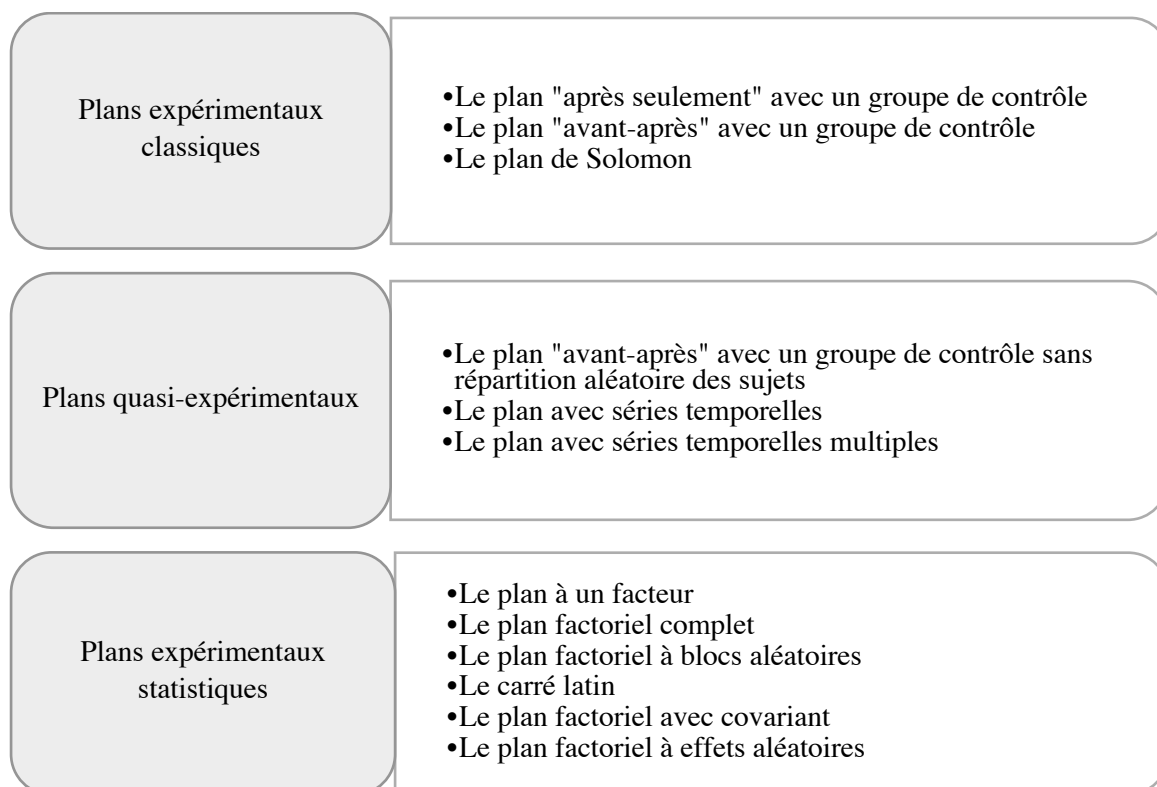 Plans expérimentaux
classiques
•Le plan "après seulement" avec un groupe de contrôle
•Le plan "avant-après" avec un groupe de contrôle
•Le plan de Solomon
Plans quasi-expérimentaux
•Le plan "avant-après" avec un groupe de contrôle sans
répartition aléatoire des sujets
•Le plan avec séries temporelles
•Le plan avec séries temporelles multiples
Plans expérimentaux
statistiques
•Le plan à un facteur
•Le plan factoriel complet
•Le plan factoriel à blocs aléatoires
•Le carré latin
•Le plan factoriel avec covariant
•Le plan factoriel à effets aléatoires